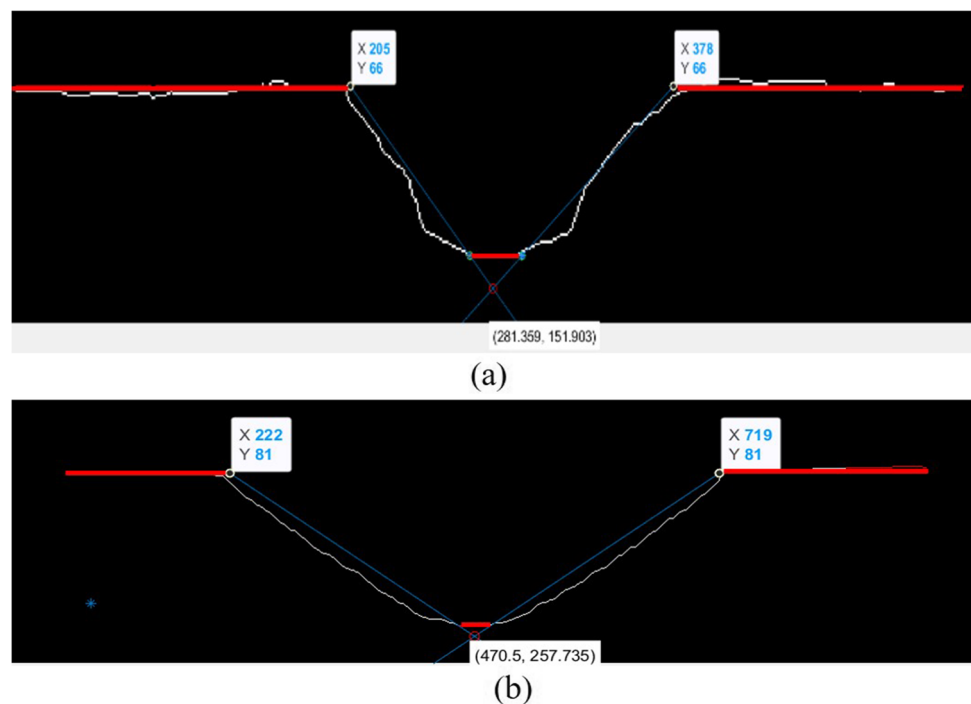 X 205
Y 66
X 378
Y 66
(281.359, 151.903)
(a)
X 222
Y 81
X 719
Y 81
(470.5, 257.735)
(b)